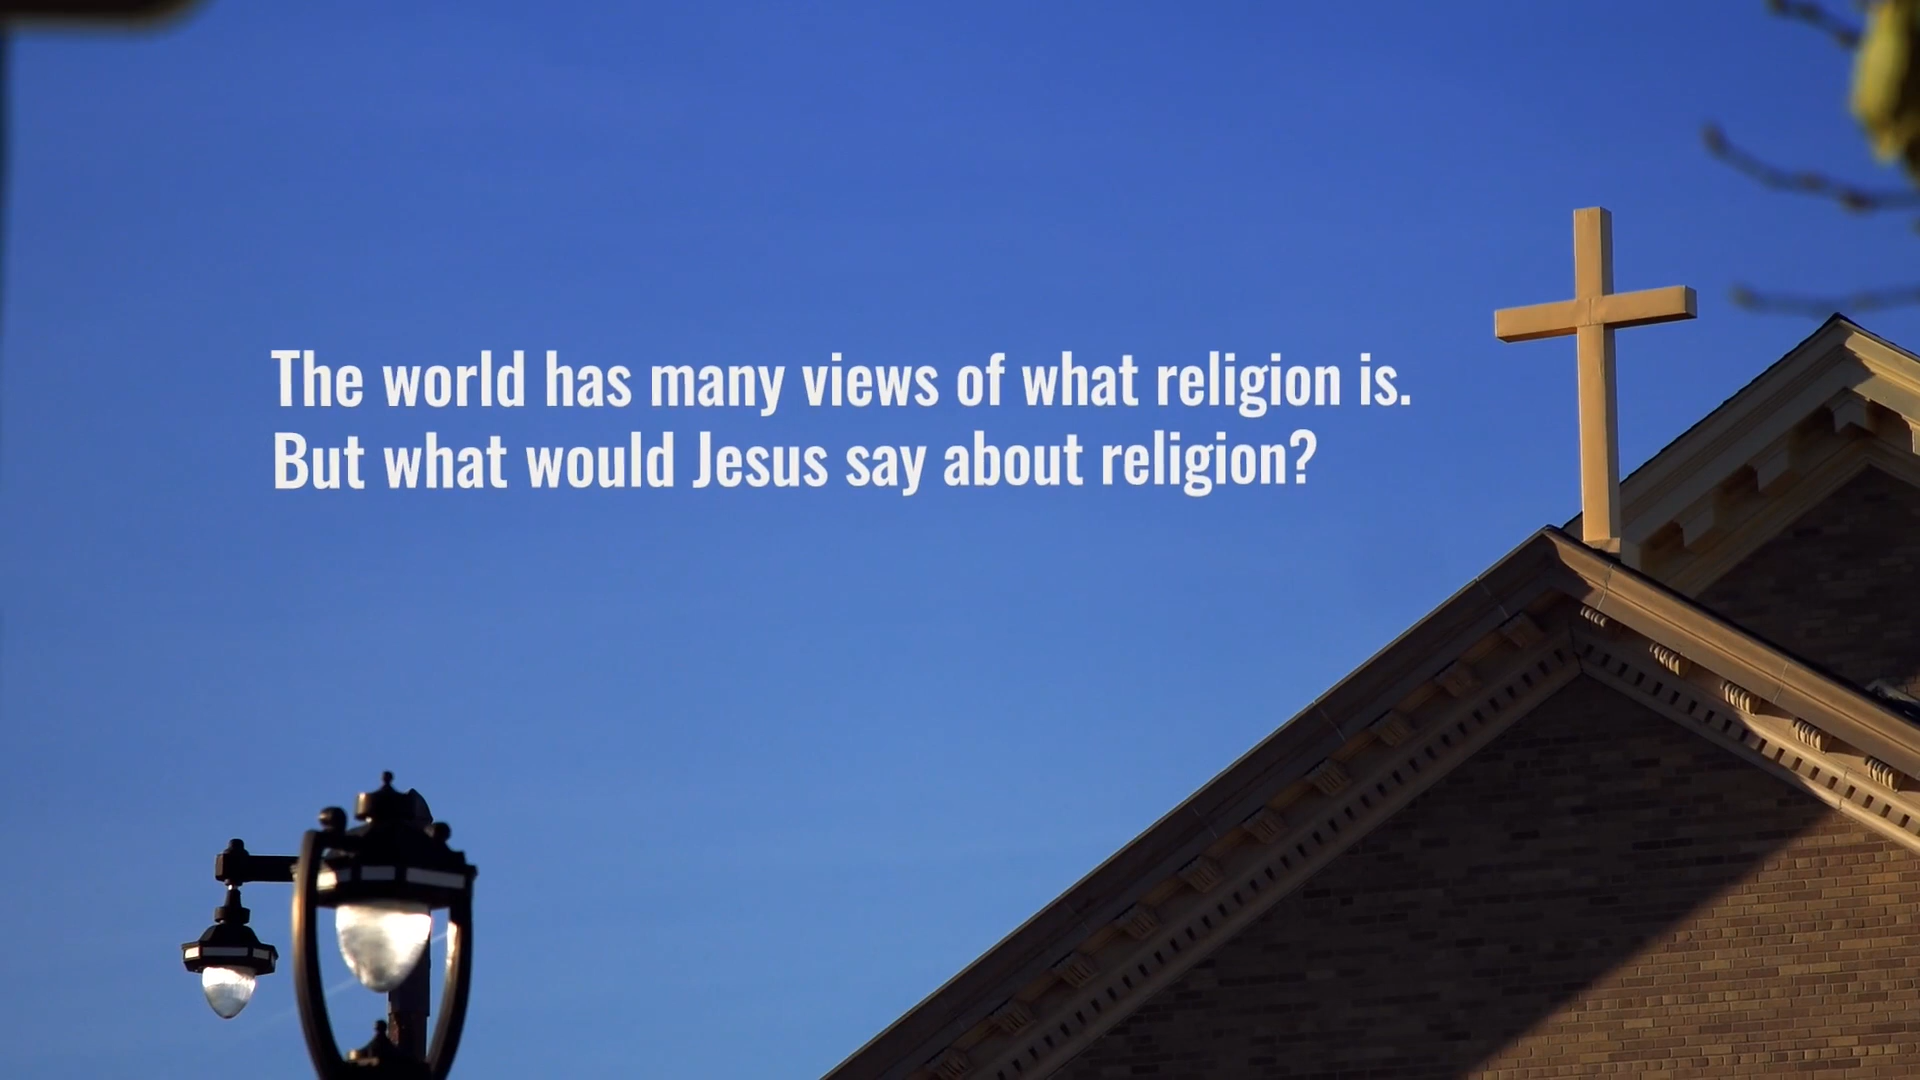 The world has many views of what religion is.
But what would Jesus say about religion?